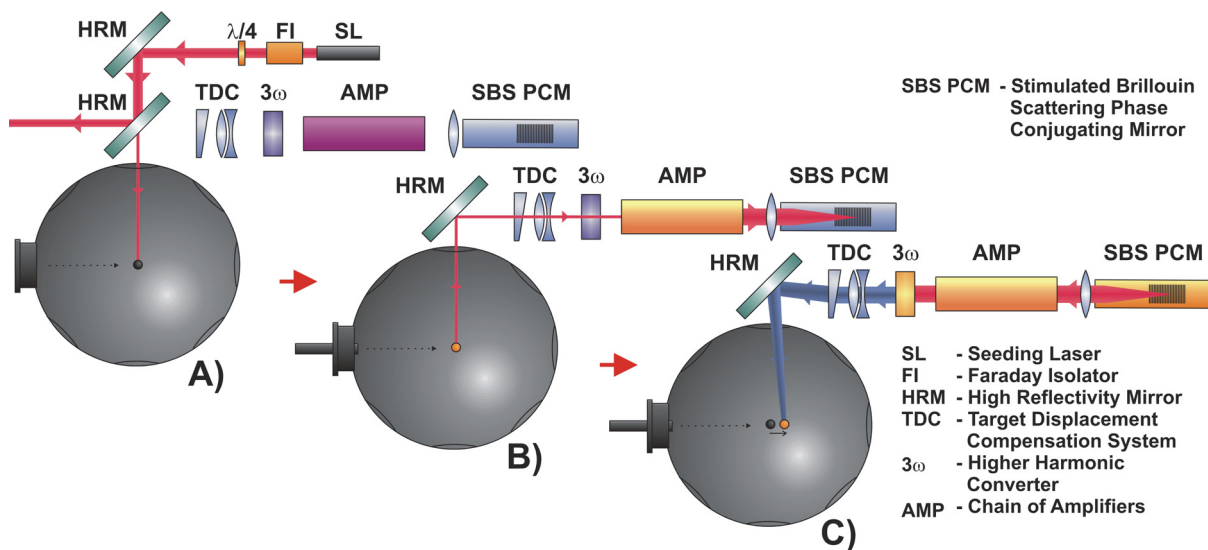 HRM
λ/4 FI SL
HRM
TDC 3ω AMP SBS PCM
A)
SBS PCM - Stimulated Brillouin
Scattering Phase
Conjugating Mirror
HRM
TDC 3ω AMP SBS PCM
B)
HRM
TDC 3ω AMP SBS PCM
C)
SL - Seeding Laser
FI - Faraday Isolator
HRM - High Reflectivity Mirror
TDC - Target Displacement
Compensation System
3ω - Higher Harmonic
Converter
AMP - Chain of Amplifiers